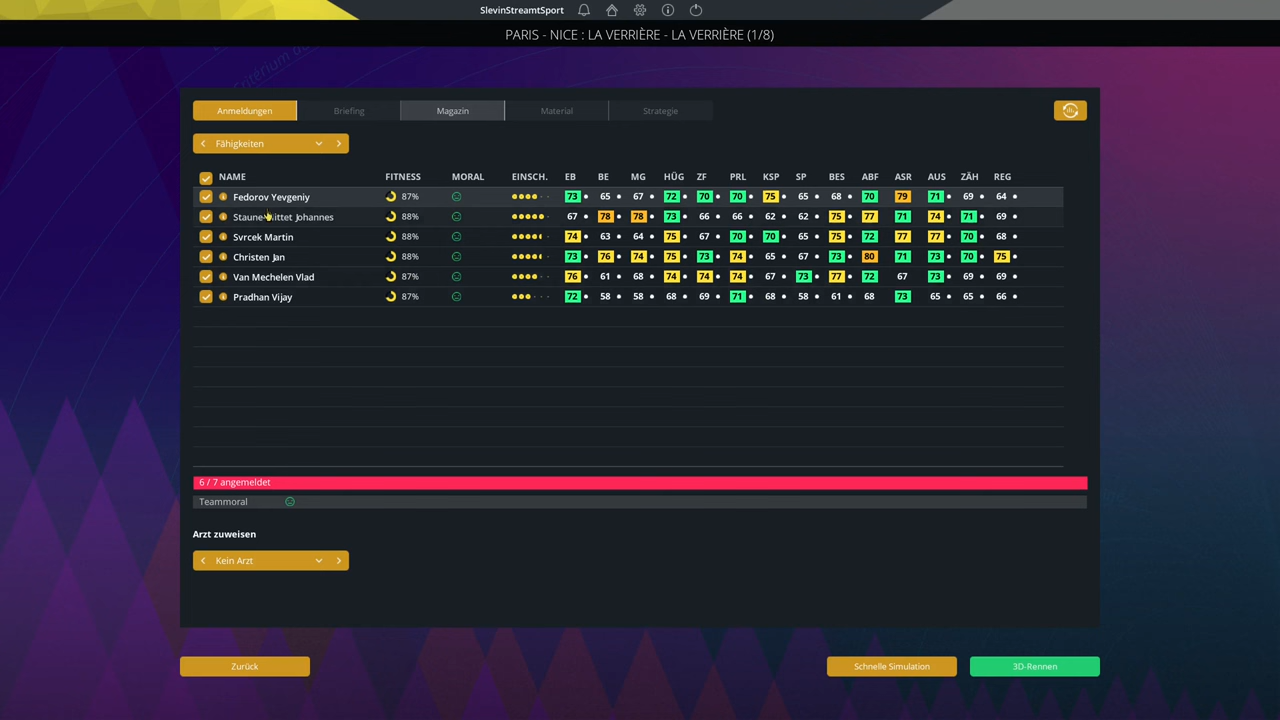 SlevinStreamtSport
PARIS - NICE : LA VERRIÈRE - LA VERRIÈRE (1/8)
Anmeldungen Briefing Magazin Material Strategie
Fähigkeiten
NAME FITNESS MORAL EINSCH. EB BE MG HÜG ZF PRL KSP SP BES ABF ASR AUS ZÄH REG
Fedorov Yevgeniy 87% 73 65 67 72 70 70 75 65 68 70 79 71 69 64
Staune-Mittet Johannes 88% 67 78 78 73 66 66 62 62 75 77 71 74 71 69
Svrcek Martin 88% 74 63 64 75 67 70 70 65 75 72 77 77 70 68
Christen Jan 88% 73 76 74 75 73 74 65 67 73 80 71 73 70 75
Van Mechelen Vlad 87% 76 61 68 74 74 74 67 73 77 72 67 73 69 69
Pradhan Vijay 87% 72 58 58 68 69 71 68 58 61 68 73 65 65 66
6 / 7 angemeldet
Teammoral
Arzt zuweisen
Kein Arzt
Zurück Schnelle Simulation 3D-Rennen